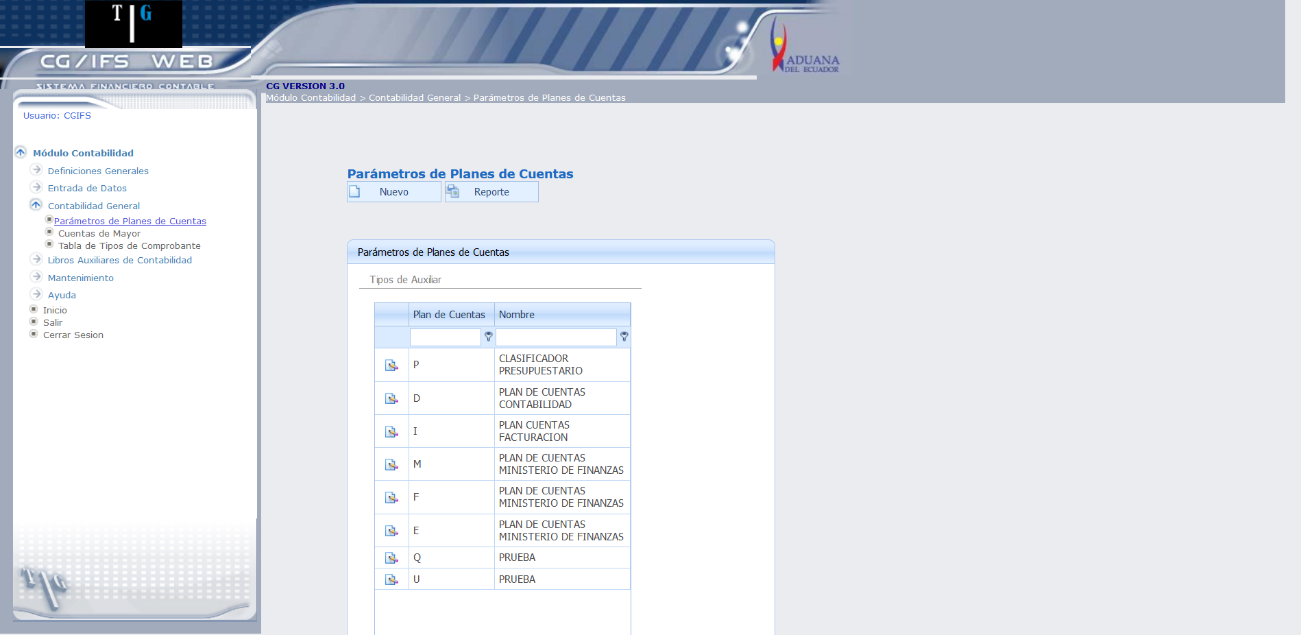 T G
CG/IFS WEB
SISTEMA FINANCIERO CONTABLE
ADUANA
DEL ECUADOR
CG VERSION 3.0
Módulo Contabilidad > Contabilidad General > Parámetros de Planes de Cuentas
Usuario: CGIFS
Módulo Contabilidad
Definiciones Generales
Entrada de Datos
Contabilidad General
Parámetros de Planes de Cuentas
Cuentas de Mayor
Tabla de Tipos de Comprobante
Libros Auxiliares de Contabilidad
Mantenimiento
Ayuda
Inicio
Salir
Cerrar Sesion
Parámetros de Planes de Cuentas
Nuevo Reporte
Parámetros de Planes de Cuentas
Tipos de Auxiliar
Plan de Cuentas Nombre
P CLASIFICADOR
PRESUPUESTARIO
D PLAN DE CUENTAS
CONTABILIDAD
I PLAN CUENTAS
FACTURACION
M PLAN DE CUENTAS
MINISTERIO DE FINANZAS
F PLAN DE CUENTAS
MINISTERIO DE FINANZAS
E PLAN DE CUENTAS
MINISTERIO DE FINANZAS
Q PRUEBA
U PRUEBA